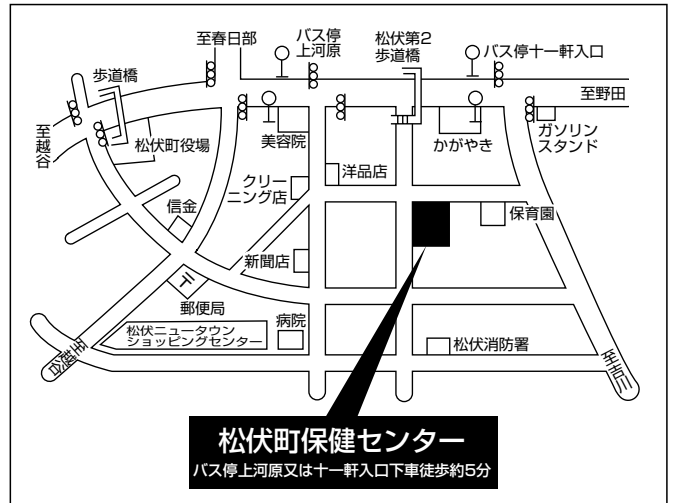 至春日部
バス停
上河原
松伏第2
歩道橋
バス停十一軒入口
歩道橋
至野田
至越谷
松伏町役場
美容院
かがやき
ガソリン
スタンド
洋品店
クリー
ニング店
信金
保育園
新聞店
〒
郵便局
病院
松伏ニュータウン
ショッピングセンター
松伏消防署
至越谷
至吉川
松伏町保健センター
バス停上河原又は十一軒入口下車徒歩約5分